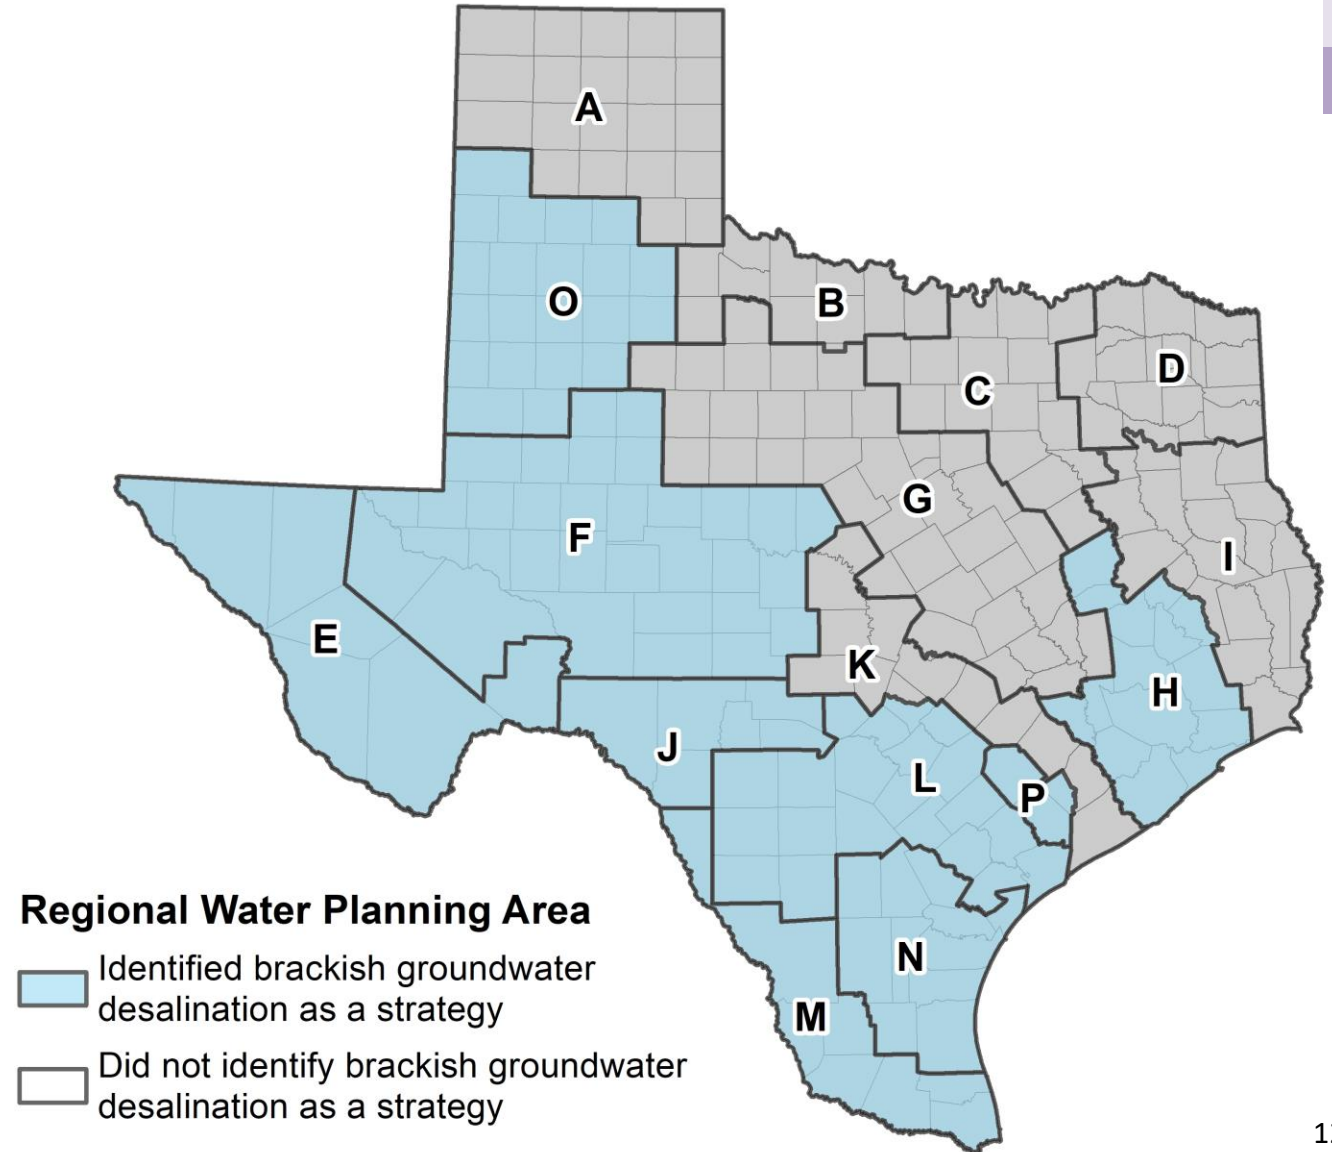 A
O
B
D
C
G
F
I
E
K
H
J
L
P
N
M
Regional Water Planning Area
Identified brackish groundwater
desalination as a strategy
Did not identify brackish groundwater
desalination as a strategy